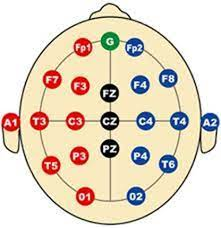 Fp1 G Fp2
F7 F3 FZ F4 F8
A1 T3 C3 CZ C4 T4 A2
T5 P3 PZ P4 T6
01 02